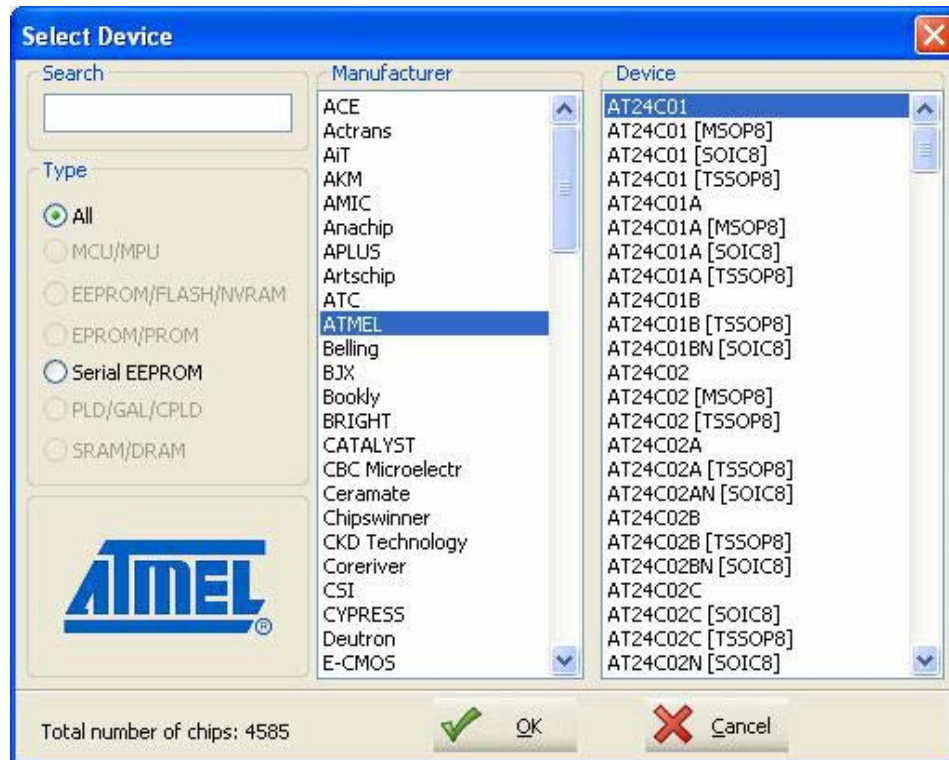 Select Device
Search
Type
All
MCU/MPU
EEPROM/FLASH/NVRAM
EPROM/PROM
Serial EEPROM
PLD/GAL/CPLD
SRAM/DRAM
ATMEL®
Manufacturer
ACE
Actrans
AiT
AKM
AMIC
Anachip
APLUS
Artschip
ATC
ATMEL
Belling
BJX
Bookly
BRIGHT
CATALYST
CBC Microelectr
Ceramate
Chipswinner
CKD Technology
Coreriver
CSI
CYPRESS
Deutron
E-CMOS
Device
AT24C01
AT24C01 [MSOP8]
AT24C01 [SOIC8]
AT24C01 [TSSOP8]
AT24C01A
AT24C01A [MSOP8]
AT24C01A [SOIC8]
AT24C01A [TSSOP8]
AT24C01B
AT24C01B [TSSOP8]
AT24C01BN [SOIC8]
AT24C02
AT24C02 [MSOP8]
AT24C02 [TSSOP8]
AT24C02A
AT24C02A [TSSOP8]
AT24C02AN [SOIC8]
AT24C02B
AT24C02B [TSSOP8]
AT24C02BN [SOIC8]
AT24C02C
AT24C02C [SOIC8]
AT24C02C [TSSOP8]
AT24C02N [SOIC8]
Total number of chips: 4585
OK
Cancel